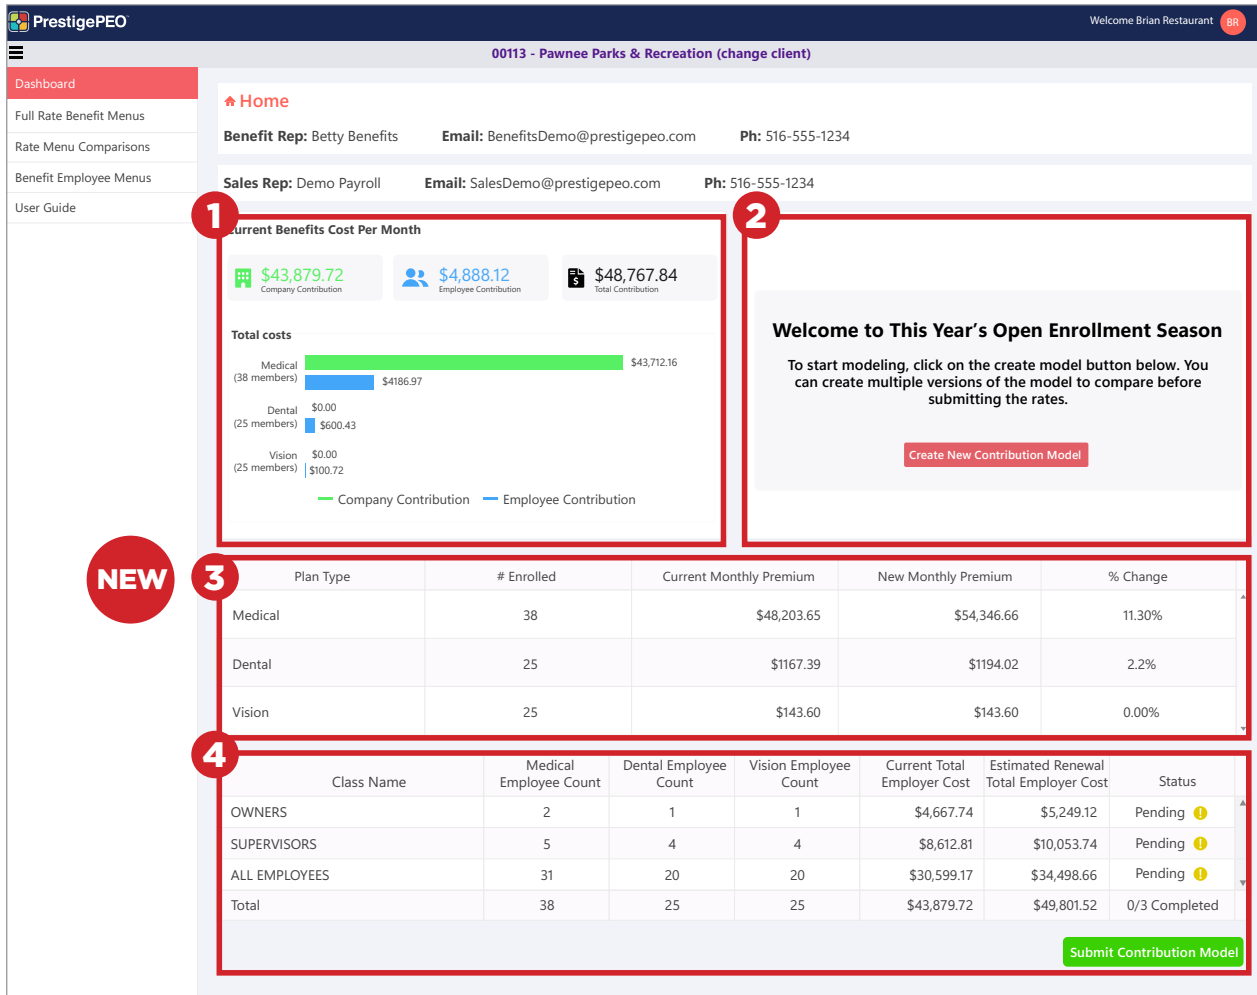 PrestigePEO
Welcome Brian Restaurant BR
00113 - Pawnee Parks & Recreation (change client)
Dashboard
Full Rate Benefit Menus
Rate Menu Comparisons
Benefit Employee Menus
User Guide
Home
Benefit Rep: Betty Benefits Email: BenefitsDemo@prestigepeo.com Ph: 516-555-1234
Sales Rep: Demo Payroll Email: SalesDemo@prestigepeo.com Ph: 516-555-1234
1
Current Benefits Cost Per Month
$43,879.72
Company Contribution
$4,888.12
Employee Contribution
$48,767.84
Total Contribution
Total costs
Medical
(38 members)
$43,712.16
$4186.97
Dental
(25 members)
$0.00
$600.43
Vision
(25 members)
$0.00
$100.72
Company Contribution Employee Contribution
2
Welcome to This Year's Open Enrollment Season
To start modeling, click on the create model button below. You
can create multiple versions of the model to compare before
submitting the rates.
Create New Contribution Model
NEW
3
Plan Type # Enrolled Current Monthly Premium New Monthly Premium % Change
Medical 38 $48,203.65 $54,346.66 11.30%
Dental 25 $1167.39 $1194.02 2.2%
Vision 25 $143.60 $143.60 0.00%
4
Class Name Medical Employee Count Dental Employee Count Vision Employee Count Current Total Employer Cost Estimated Renewal Total Employer Cost Status
OWNERS 2 1 1 $4,667.74 $5,249.12 Pending
SUPERVISORS 5 4 4 $8,612.81 $10,053.74 Pending
ALL EMPLOYEES 31 20 20 $30,599.17 $34,498.66 Pending
Total 38 25 25 $43,879.72 $49,801.52 0/3 Completed
Submit Contribution Model